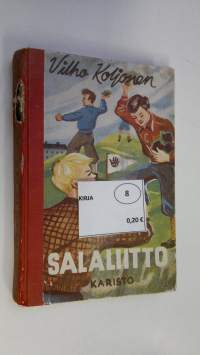 Vilho Koljonen
KIRJA
8
0,20 €
SALALIITTO
KARISTO